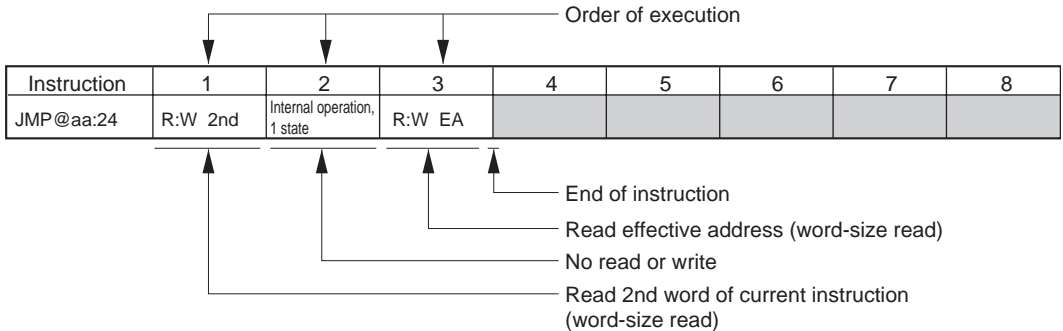 Order of execution
Instruction 1 2 3 4 5 6 7 8
JMP@aa:24 R:W 2nd Internal operation, 1 state R:W EA
End of instruction
Read effective address (word-size read)
No read or write
Read 2nd word of current instruction
(word-size read)